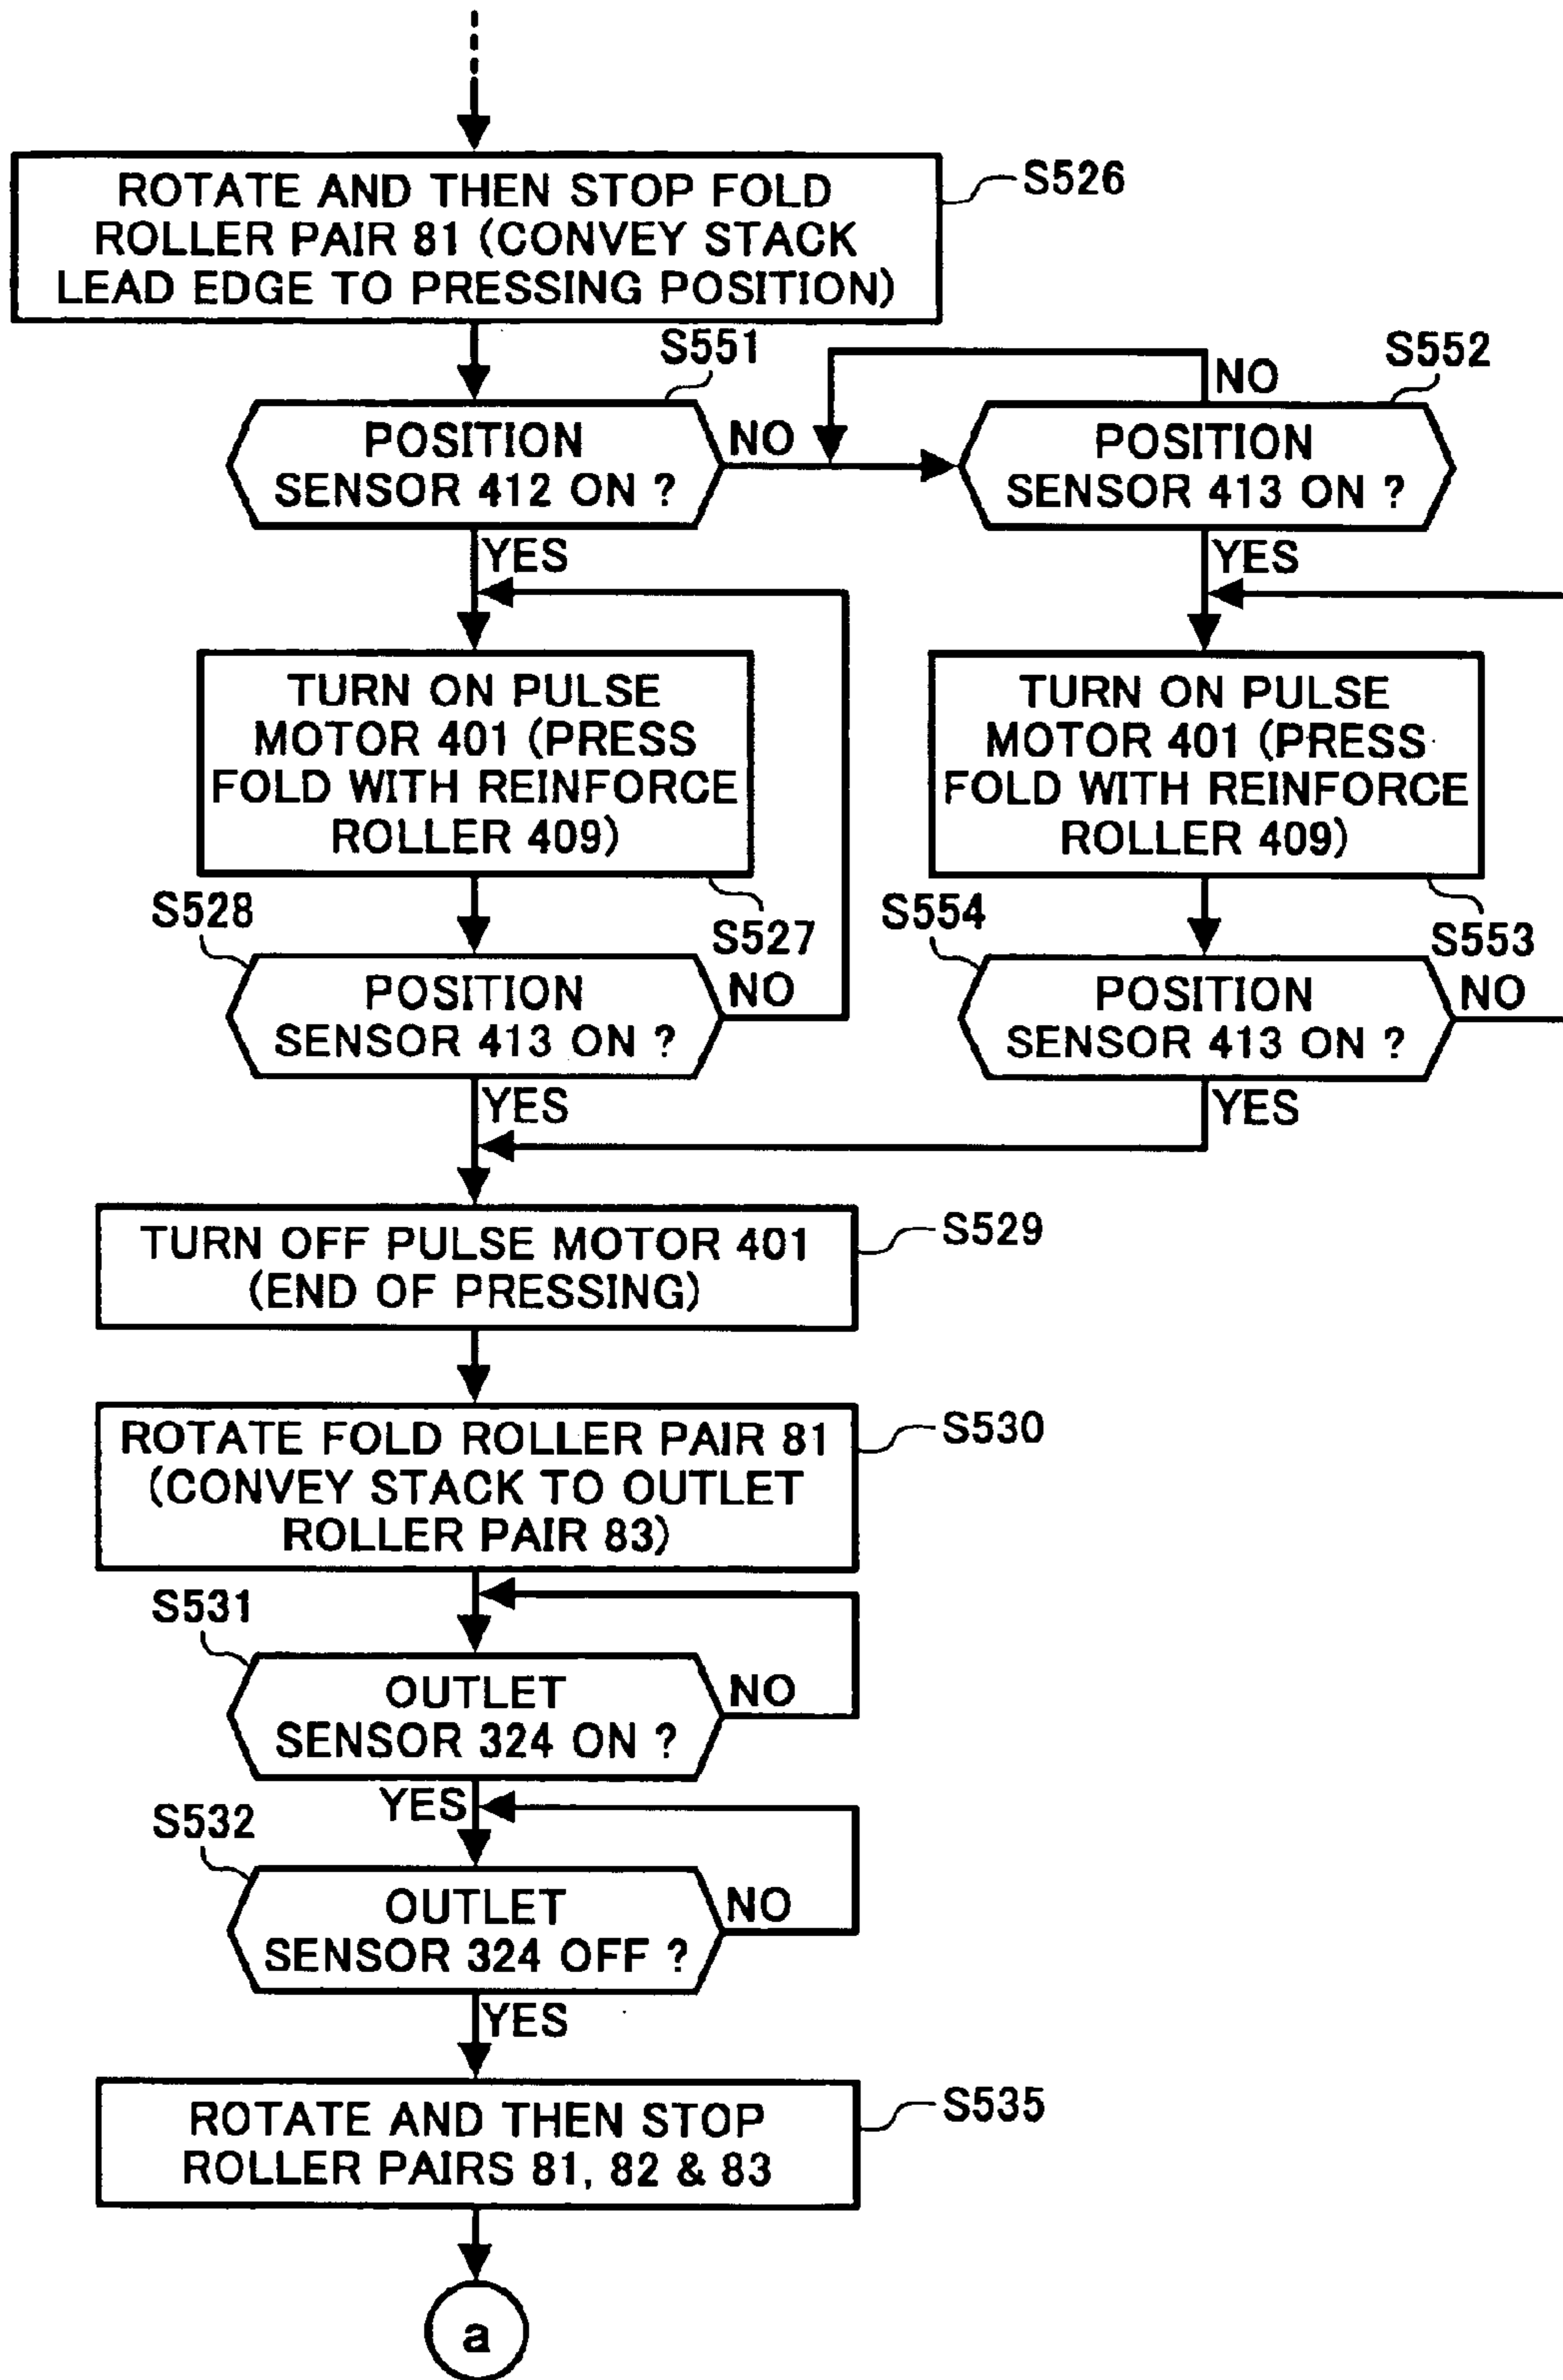 ROTATE AND THEN STOP FOLD
ROLLER PAIR 81 (CONVEY STACK
LEAD EDGE TO PRESSING POSITION)
S526
S551
POSITION
SENSOR 412 ON ?
NO
YES
S552
NO
POSITION
SENSOR 413 ON ?
YES
TURN ON PULSE
MOTOR 401 (PRESS
FOLD WITH REINFORCE
ROLLER 409)
S527
TURN ON PULSE
MOTOR 401 (PRESS
FOLD WITH REINFORCE
ROLLER 409)
S553
S528
POSITION
SENSOR 413 ON ?
NO
YES
S554
POSITION
SENSOR 413 ON ?
NO
YES
TURN OFF PULSE MOTOR 401
(END OF PRESSING)
S529
ROTATE FOLD ROLLER PAIR 81
(CONVEY STACK TO OUTLET
ROLLER PAIR 83)
S530
S531
OUTLET
SENSOR 324 ON ?
NO
YES
S532
OUTLET
SENSOR 324 OFF ?
NO
YES
ROTATE AND THEN STOP
ROLLER PAIRS 81, 82 & 83
S535
a